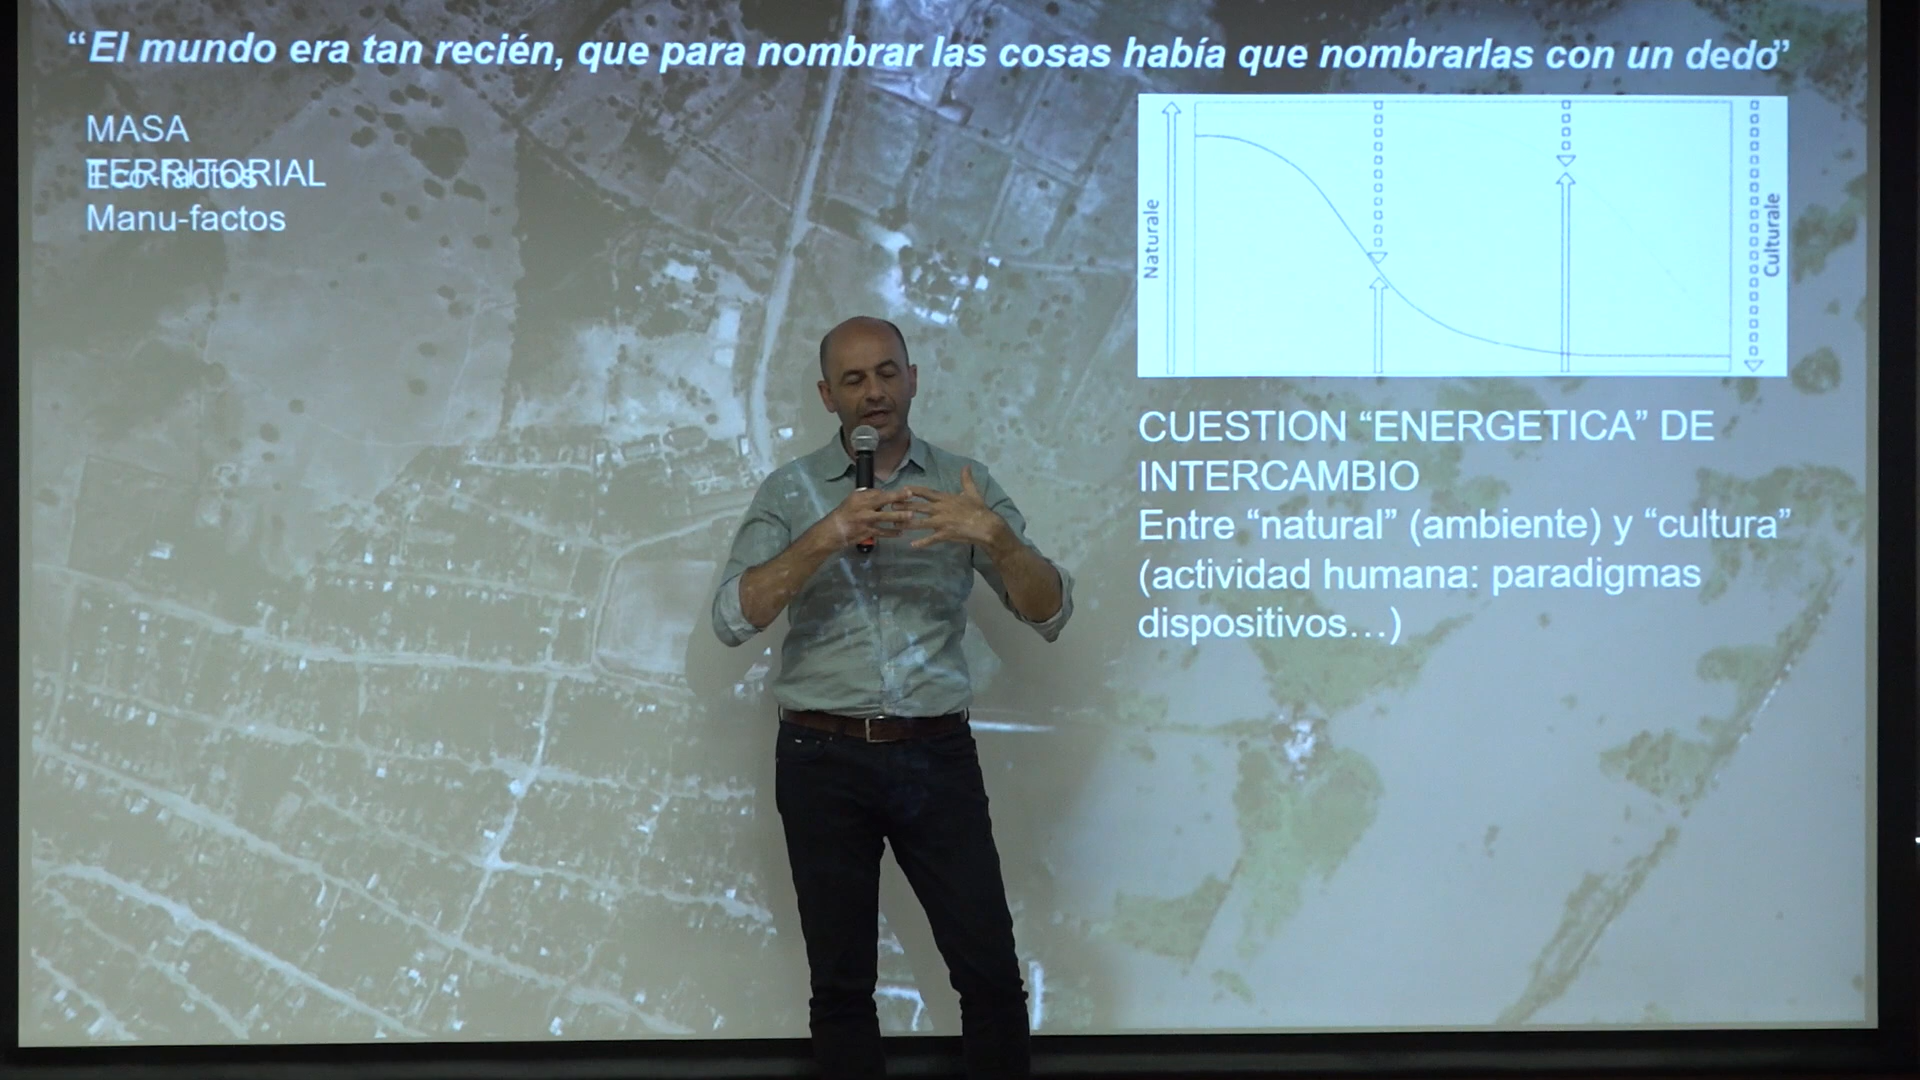 “El mundo era tan recién, que para nombrar las cosas había que nombrarlas con un dedo”
MASA
TERRITORIAL
Eco-factos
Manu-factos
Naturale
Culturale
CUESTION “ENERGETICA” DE
INTERCAMBIO
Entre “natural” (ambiente) y “cultura”
(actividad humana: paradigmas
dispositivos…)